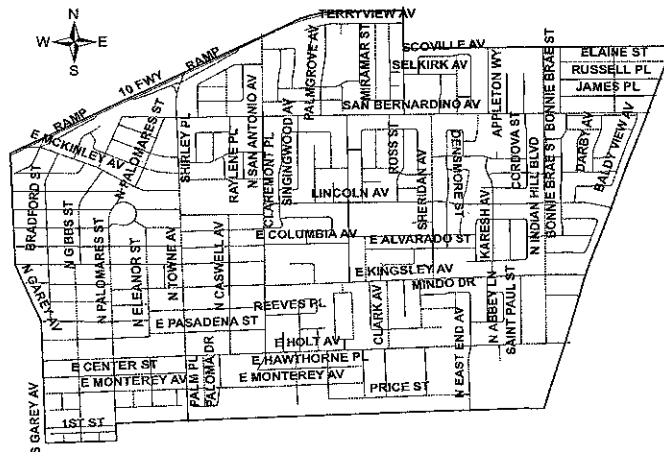 TERRYVIEW AV
N
W E
S
10 FWY
RAMP
RAMP
PALMGROVE AV
MIRAMAR ST
SCOVILLE AV
SELKIRK AV
SAN BERNARDINO AV
APPLETON WY
BONNIE BRAE ST
ELAINE ST
RUSSELL PL
JAMES PL
E MCKINLEY AV
N PALOMARES ST
SHIRLEY PL
RAYLENE PL
N SAN ANTONIO AV
CLAREMONT PL
SINGINGWOOD AV
ROSS ST
SHERIDAN AV
DENSMORE ST
CORDOVA ST
DARBY AV
BALDY VIEW AV
BRADFORD ST
N GIBBS ST
LINCOLN AV
KARESH AV
N INDIAN HILL BLVD
BONNIE BRAE ST
E COLUMBIA AV
E ALVARADO ST
N GAREY AV
N PALOMARES ST
N ELEANOR ST
N TOWNE AV
N CASWELL AV
E KINGSLEY AV
MINDO DR
REEVES PL
CLARK AV
N ABBEY LN
SAINT PAUL ST
E PASADENA ST
E HOLT AV
E HAWTHORNE PL
E CENTER ST
E MONTEREY AV
PALM PL
PALOMA DR
E MONTEREY AV
PRICE ST
N EAST END AV
1ST ST
S GAREY AV